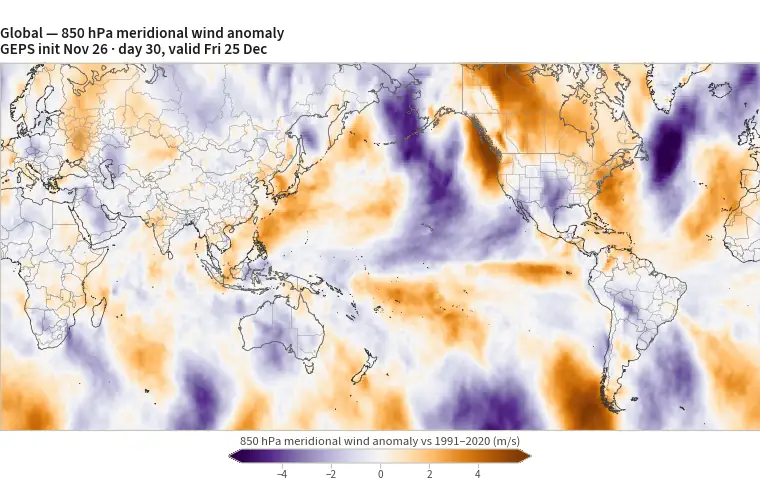 Global — 850 hPa meridional wind anomaly
GEPS init Nov 26 · day 30, valid Fri 25 Dec
850 hPa meridional wind anomaly vs 1991–2020 (m/s)
−4 −2 0 2 4